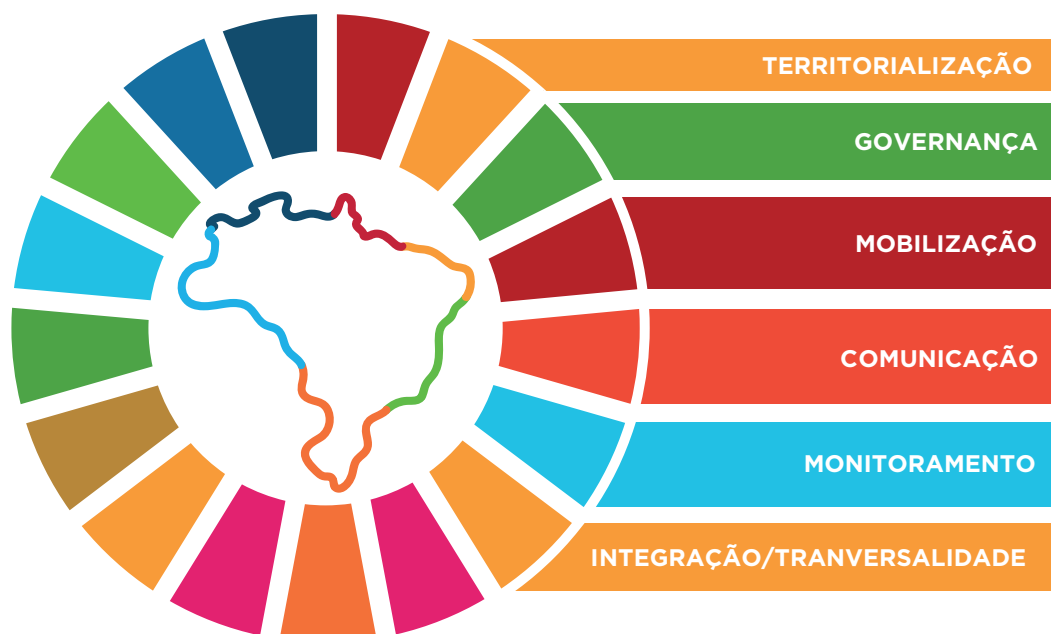 TERRITORIALIZAÇÃO
GOVERNANÇA
MOBILIZAÇÃO
COMUNICAÇÃO
MONITORAMENTO
INTEGRAÇÃO/TRANVERSALIDADE